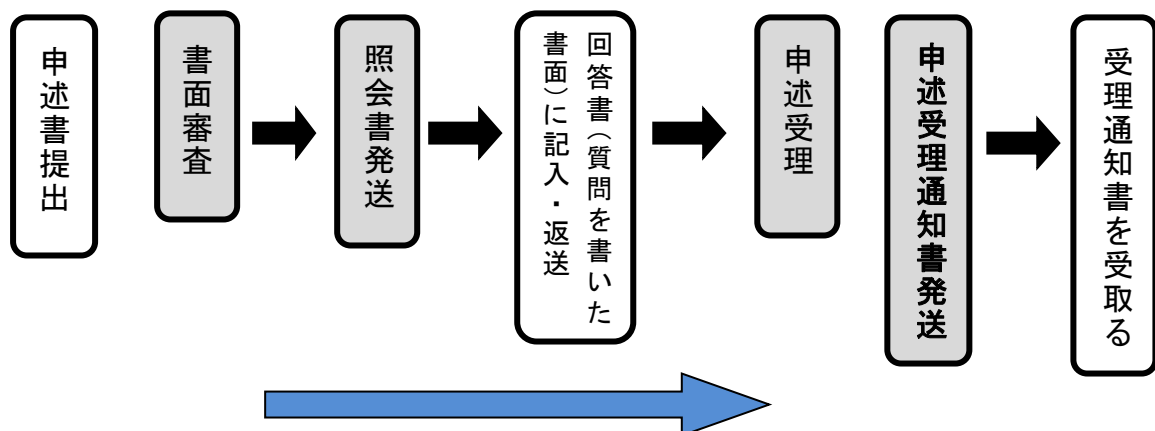 申述書提出
書面審査
照会書発送
回答書（質問を書いた
書面）に記入・返送
申述受理
申述受理通知書発送
受理通知書を受取る